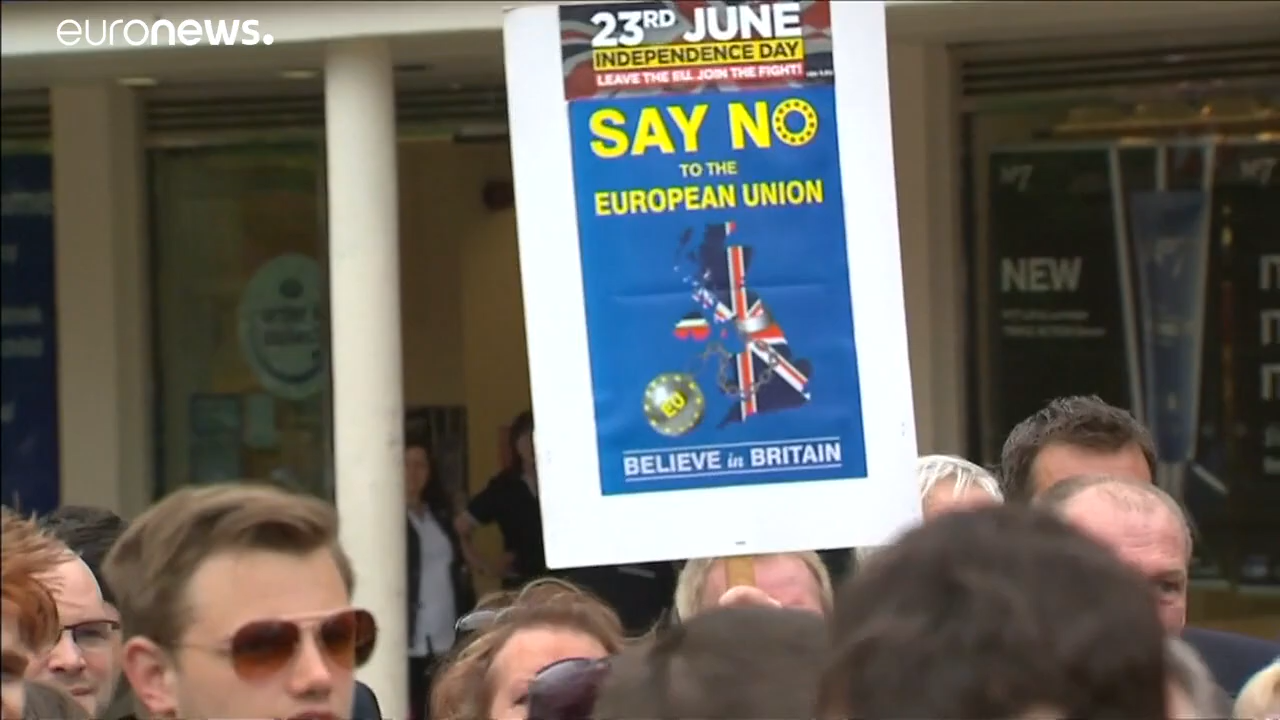 euronews.
23RD JUNE
INDEPENDENCE DAY
LEAVE THE EU. JOIN THE FIGHT!
SAY NO
TO THE
EUROPEAN UNION
EU
BELIEVE in BRITAIN
No7
NEW